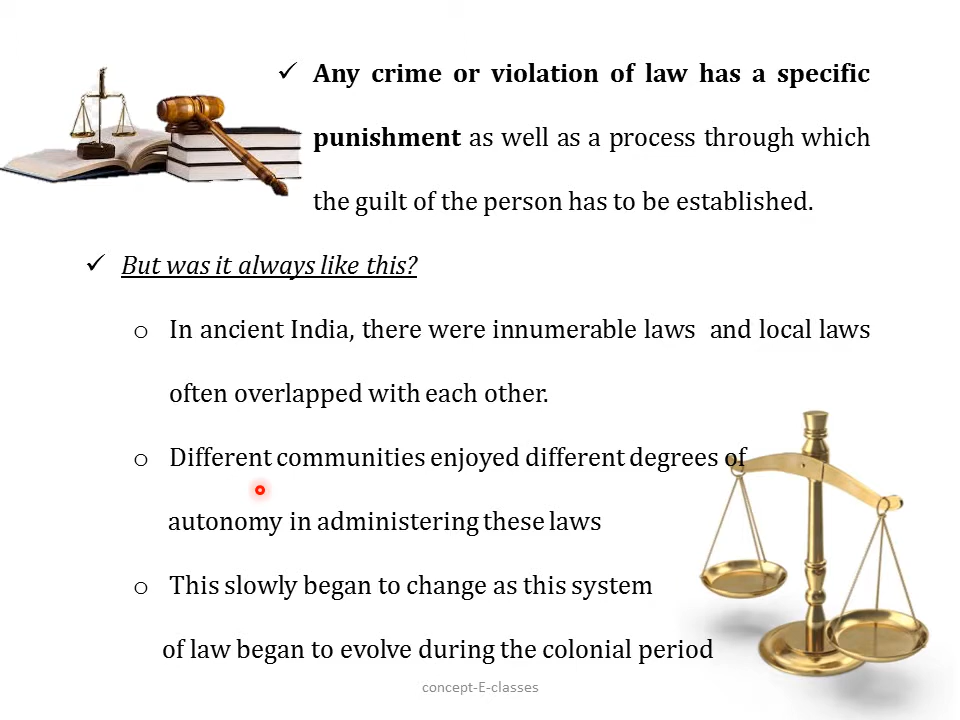 ✓ Any crime or violation of law has a specific
punishment as well as a process through which
the guilt of the person has to be established.
✓ But was it always like this?
o In ancient India, there were innumerable laws and local laws
often overlapped with each other.
o Different communities enjoyed different degrees of
autonomy in administering these laws
o This slowly began to change as this system
of law began to evolve during the colonial period
concept-E-classes